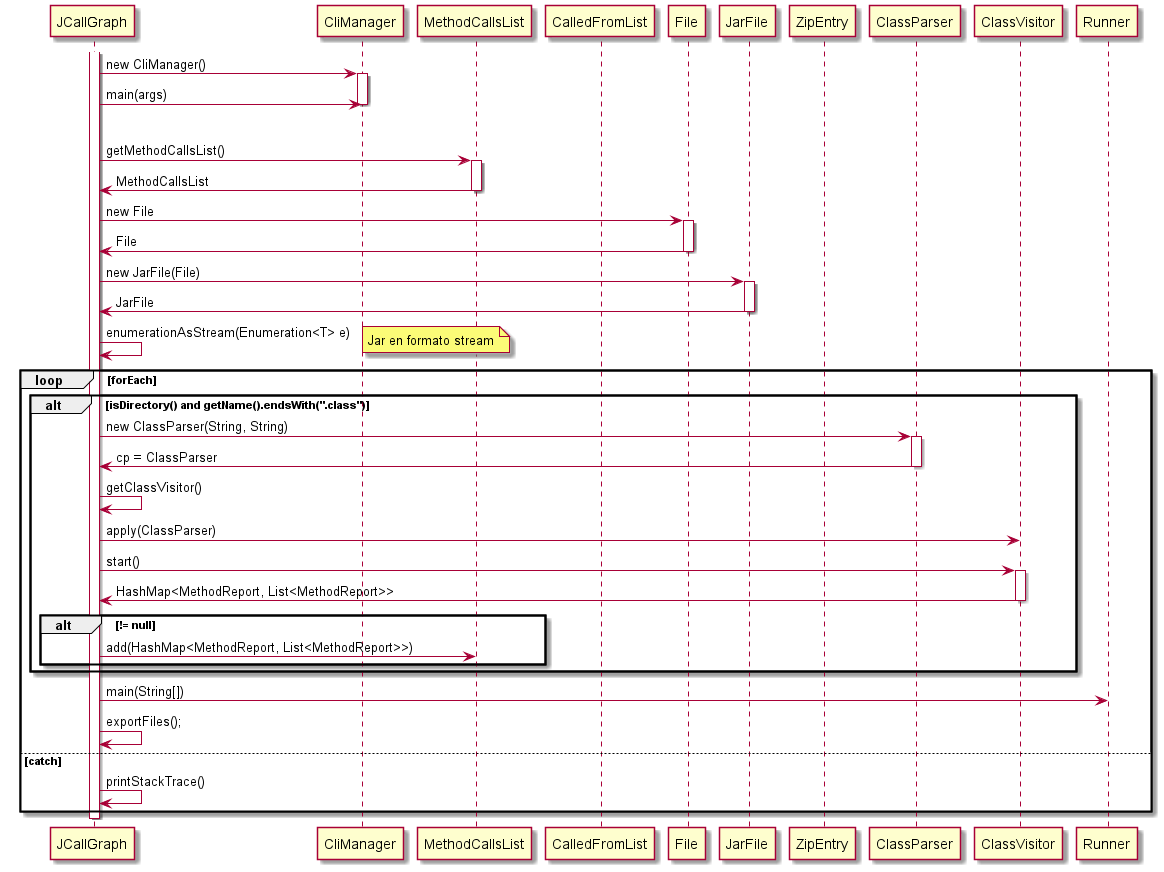 JCallGraph CliManager MethodCallsList CalledFromList File JarFile ZipEntry ClassParser ClassVisitor Runner
new CliManager()
main(args)
getMethodCallsList()
MethodCallsList
new File
File
new JarFile(File)
JarFile
enumerationAsStream(Enumeration<T> e) Jar en formato stream
loop [forEach]
alt [isDirectory() and getName().endsWith(".class")]
new ClassParser(String, String)
cp = ClassParser
getClassVisitor()
apply(ClassParser)
start()
HashMap<MethodReport, List<MethodReport>>
alt [!= null]
add(HashMap<MethodReport, List<MethodReport>>)
main(String[])
exportFiles();
[catch]
printStackTrace()
JCallGraph CliManager MethodCallsList CalledFromList File JarFile ZipEntry ClassParser ClassVisitor Runner